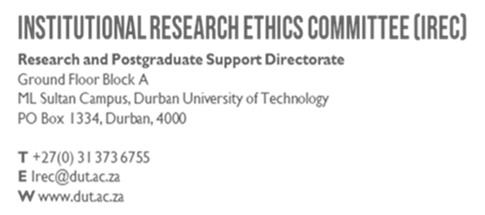 INSTITUTIONAL RESEARCH ETHICS COMMITTEE (IREC)
Research and Postgraduate Support Directorate
Ground Floor Block A
ML Sultan Campus, Durban University of Technology
PO Box 1334, Durban, 4000
T +27(0) 31 373 6755
E Irec@dut.ac.za
W www.dut.ac.za